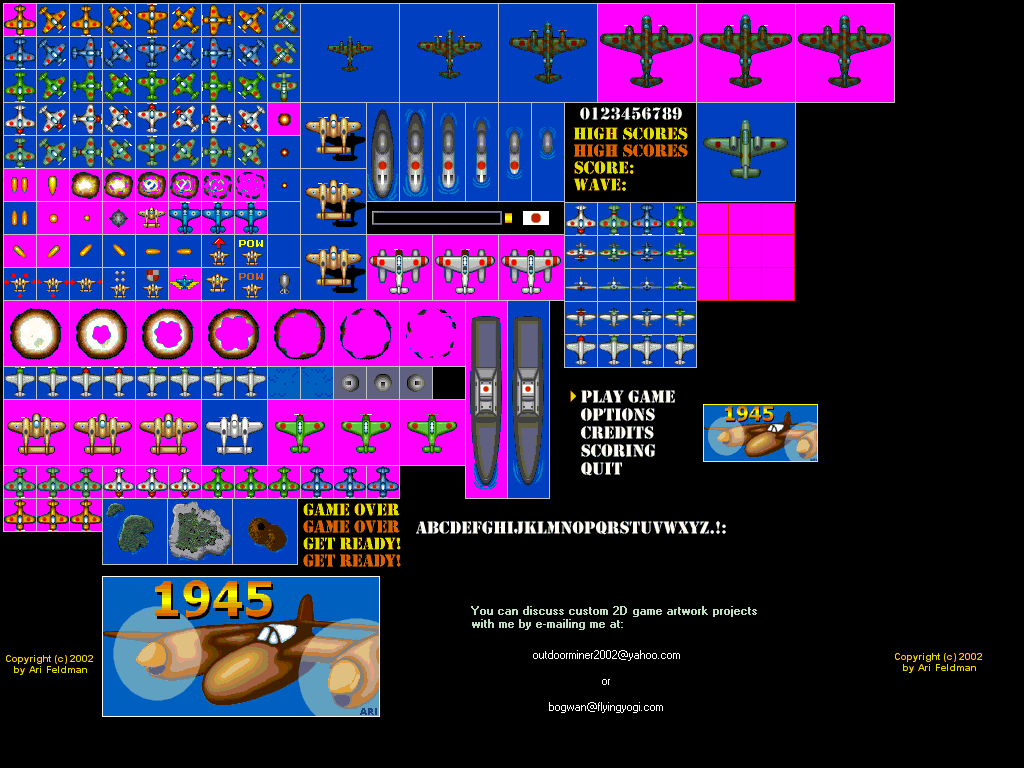 0123456789
HIGH SCORES
HIGH SCORES
SCORE:
WAVE:
POW
POW
PLAY GAME
OPTIONS
CREDITS
SCORING
QUIT
1945
GAME OVER
GAME OVER
GET READY!
GET READY!
ABCDEFGHIJKLMNOPQRSTUVWXYZ.!:
1945
ARI
You can discuss custom 2D game artwork projects
with me by e-mailing me at:
outdoorminer2002@yahoo.com
or
bogwan@flyingyogi.com
Copyright (c) 2002
by Ari Feldman
Copyright (c) 2002
by Ari Feldman